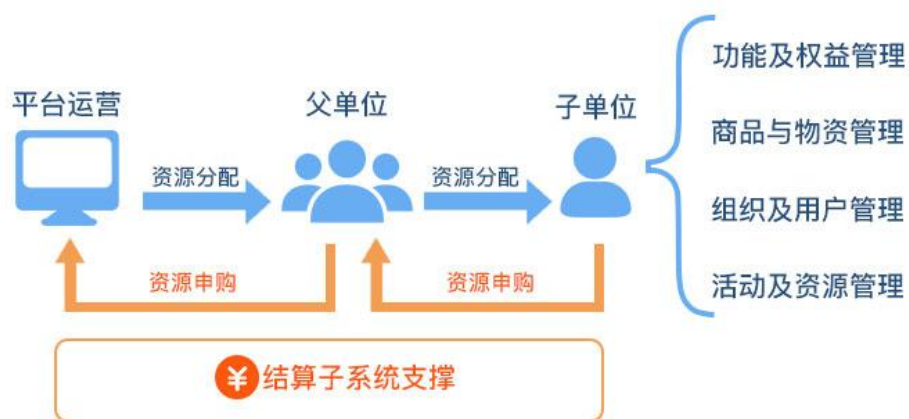 平台运营
父单位
子单位
资源分配
资源分配
资源申购
资源申购
功能及权益管理
商品与物资管理
组织及用户管理
活动及资源管理
¥结算子系统支撑